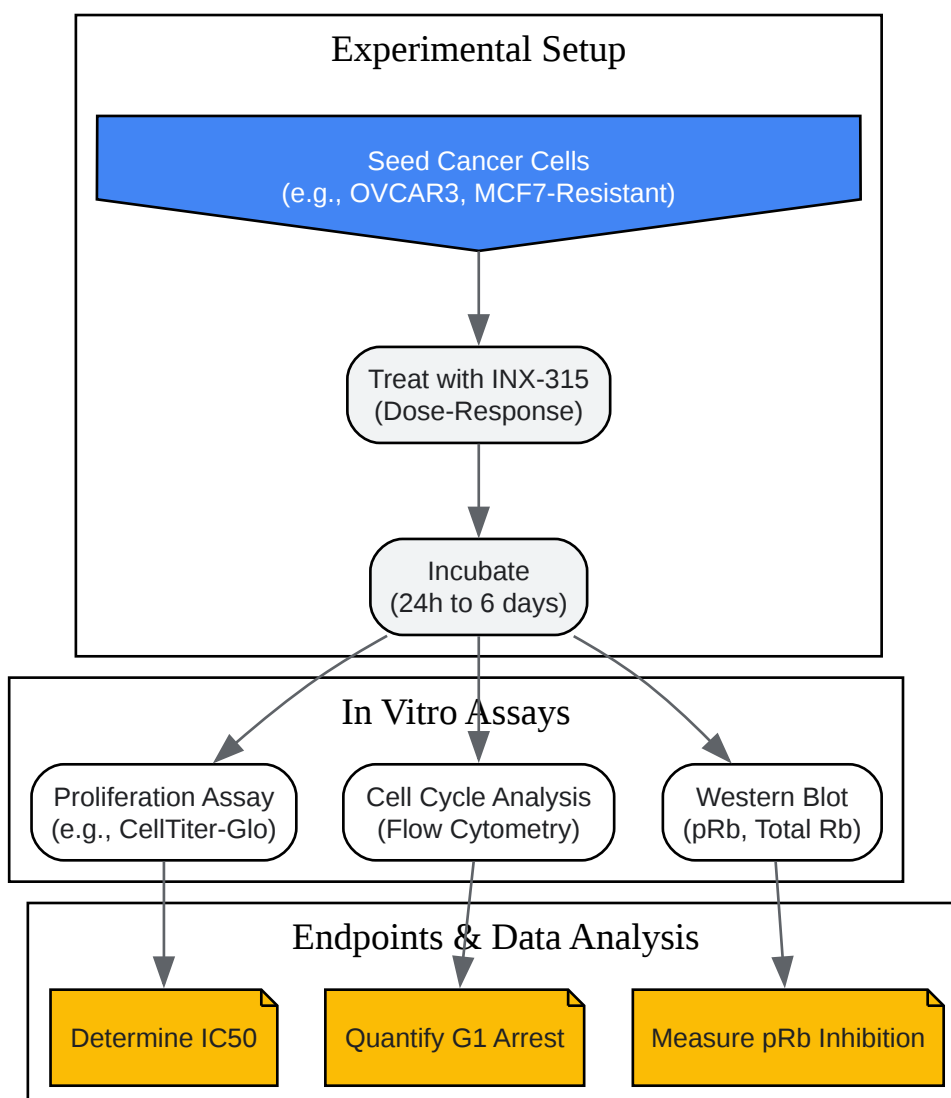 Experimental Setup
Seed Cancer Cells
(e.g., OVCAR3, MCF7-Resistant)
Treat with INX-315
(Dose-Response)
Incubate
(24h to 6 days)
In Vitro Assays
Proliferation Assay
(e.g., CellTiter-Glo)
Cell Cycle Analysis
(Flow Cytometry)
Western Blot
(pRb, Total Rb)
Endpoints & Data Analysis
Determine IC50
Quantify G1 Arrest
Measure pRb Inhibition